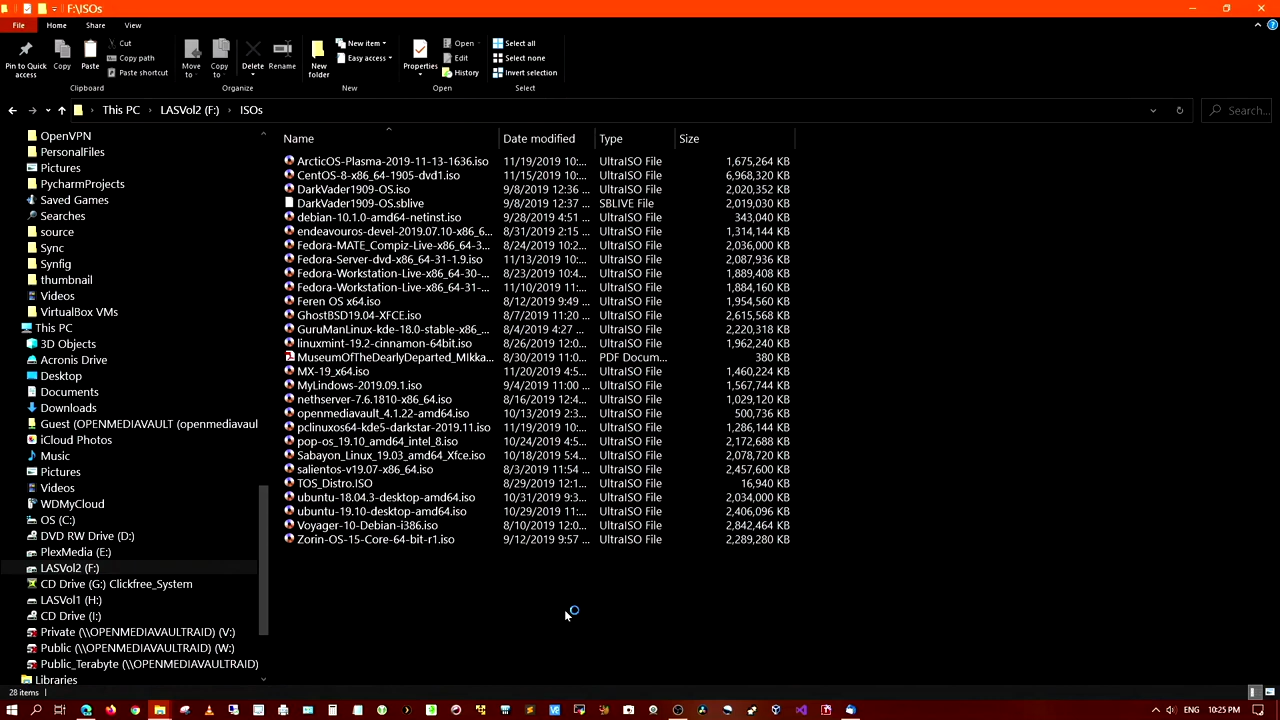 F:\ISOs
File Home Share View
Pin to Quick access
Copy
Paste
Cut
Copy path
Paste shortcut
Move to
Copy to
Delete
Rename
New folder
New item
Easy access
Properties
Open
Edit
History
Select all
Select none
Invert selection
Clipboard Organize New Open Select
This PC LASVol2 (F:) ISOs
Search...
OpenVPN
PersonalFiles
Pictures
PycharmProjects
Saved Games
Searches
source
Sync
Synfig
thumbnail
Videos
VirtualBox VMs
This PC
3D Objects
Acronis Drive
Desktop
Documents
Downloads
Guest (OPENMEDIAVAULT (openmediavaul
iCloud Photos
Music
Pictures
Videos
WDMyCloud
OS (C:)
DVD RW Drive (D:)
PlexMedia (E:)
LASVol2 (F:)
CD Drive (G:) Clickfree_System
LASVol1 (H:)
CD Drive (I:)
Private (\\OPENMEDIAVAULTRAID) (V:)
Public (\\OPENMEDIAVAULTRAID) (W:)
Public_Terabyte (\\OPENMEDIAVAULTRAID)
Libraries
Name Date modified Type Size
ArcticOS-Plasma-2019-11-13-1636.iso 11/19/2019 10:... UltraISO File 1,675,264 KB
CentOS-8-x86_64-1905-dvd1.iso 11/15/2019 10:... UltraISO File 6,968,320 KB
DarkVader1909-OS.iso 9/8/2019 12:36 ... UltraISO File 2,020,352 KB
DarkVader1909-OS.sblive 9/8/2019 12:37 ... SBLIVE File 2,019,030 KB
debian-10.1.0-amd64-netinst.iso 9/28/2019 4:51 ... UltraISO File 343,040 KB
endeavouros-devel-2019.07.10-x86_6... 8/31/2019 2:15 ... UltraISO File 1,314,144 KB
Fedora-MATE_Compiz-Live-x86_64-3... 8/24/2019 10:2... UltraISO File 2,036,000 KB
Fedora-Server-dvd-x86_64-31-1.9.iso 11/13/2019 10:... UltraISO File 2,087,936 KB
Fedora-Workstation-Live-x86_64-30-... 8/23/2019 10:4... UltraISO File 1,889,408 KB
Fedora-Workstation-Live-x86_64-31-... 11/10/2019 11:... UltraISO File 1,884,160 KB
Feren OS x64.iso 8/12/2019 9:49 ... UltraISO File 1,954,560 KB
GhostBSD19.04-XFCE.iso 8/7/2019 11:20 ... UltraISO File 2,615,568 KB
GuruManLinux-kde-18.0-stable-x86_... 8/4/2019 4:27 ... UltraISO File 2,220,318 KB
linuxmint-19.2-cinnamon-64bit.iso 8/26/2019 12:0... UltraISO File 1,962,240 KB
MuseumOfTheDearlyDeparted_MIkka... 8/30/2019 11:0... PDF Docum... 380 KB
MX-19_x64.iso 11/20/2019 4:5... UltraISO File 1,460,224 KB
MyLindows-2019.09.1.iso 9/4/2019 11:00 ... UltraISO File 1,567,744 KB
nethserver-7.6.1810-x86_64.iso 8/16/2019 12:4... UltraISO File 1,029,120 KB
openmediavault_4.1.22-amd64.iso 10/13/2019 2:3... UltraISO File 500,736 KB
pclinuxos64-kde5-darkstar-2019.11.iso 11/19/2019 10:... UltraISO File 1,286,144 KB
pop-os_19.10_amd64_intel_8.iso 10/24/2019 4:5... UltraISO File 2,172,688 KB
Sabayon_Linux_19.03_amd64_Xfce.iso 10/18/2019 5:4... UltraISO File 2,078,720 KB
salientos-v19.07-x86_64.iso 8/3/2019 11:54 ... UltraISO File 2,457,600 KB
TOS_Distro.ISO 8/29/2019 12:1... UltraISO File 16,940 KB
ubuntu-18.04.3-desktop-amd64.iso 10/31/2019 9:3... UltraISO File 2,034,000 KB
ubuntu-19.10-desktop-amd64.iso 10/29/2019 11:... UltraISO File 2,406,096 KB
Voyager-10-Debian-i386.iso 8/10/2019 12:0... UltraISO File 2,842,464 KB
Zorin-OS-15-Core-64-bit-r1.iso 9/12/2019 9:57 ... UltraISO File 2,289,280 KB
28 items
ENG 10:25 PM